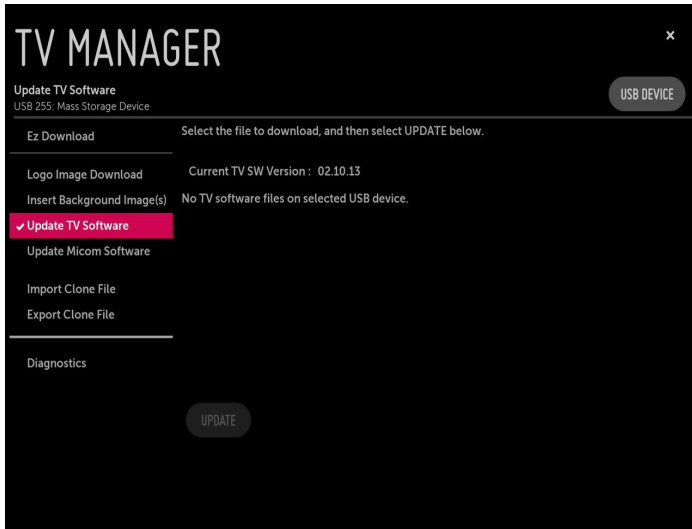 TV MANAGER
×
Update TV Software
USB 255: Mass Storage Device
USB DEVICE
Ez Download
Logo Image Download
Insert Background Image(s)
✓ Update TV Software
Update Micom Software
Import Clone File
Export Clone File
Diagnostics
Select the file to download, and then select UPDATE below.
Current TV SW Version : 02.10.13
No TV software files on selected USB device.
UPDATE